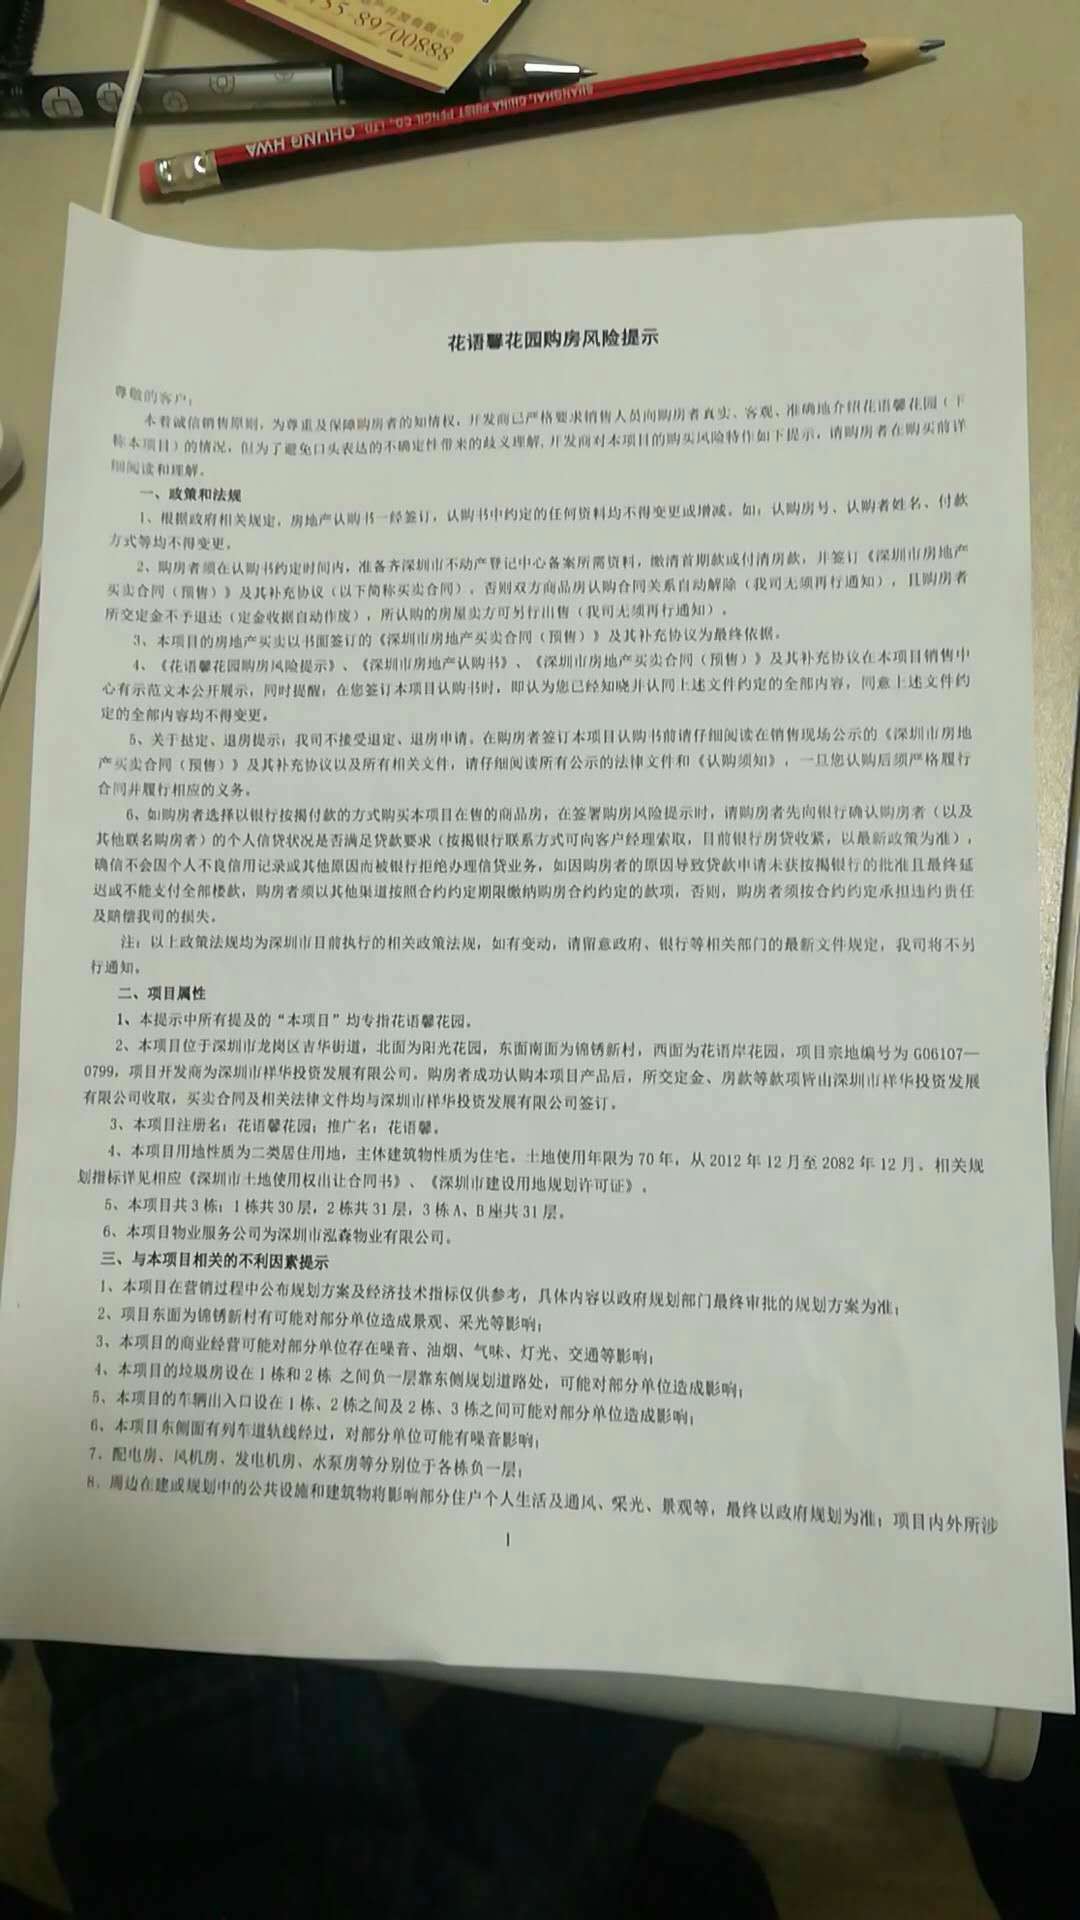 产开发有限公司
755-89700888
SHANGHAI, CHINA FIRST PENCIL CO., LTD. CHUNG HWA
花语馨花园购房风险提示
尊敬的客户：
本着诚信销售原则，为尊重及保障购房者的知情权，开发商已严格要求销售人员向购房者真实、客观、准确地介绍花语馨花园（下
称本项目）的情况，但为了避免口头表达的不确定性带来的歧义理解，开发商对本项目的购买风险特作如下提示，请购房者在购买前详
细阅读和理解。
一、政策和法规
1、根据政府相关规定，房地产认购书一经签订，认购书中约定的任何资料均不得变更或增减。如：认购房号、认购者姓名、付款
方式等均不得变更。
2、购房者须在认购书约定时间内，准备齐深圳市不动产登记中心备案所需资料，缴清首期款或付清房款，并签订《深圳市房地产
买卖合同（预售）》及其补充协议（以下简称买卖合同），否则双方商品房认购合同关系自动解除（我司无须再行通知），且购房者
所交定金不予退还（定金收据自动作废），所认购的房屋卖方可另行出售（我司无须再行通知）。
3、本项目的房地产买卖以书面签订的《深圳市房地产买卖合同（预售）》及其补充协议为最终依据。
4、《花语馨花园购房风险提示》、《深圳市房地产认购书》、《深圳市房地产买卖合同（预售）》及其补充协议在本项目销售中
心有示范文本公开展示，同时提醒：在您签订本项目认购书时，即认为您已经知晓并认同上述文件约定的全部内容，同意上述文件约
定的全部内容均不得变更。
5、关于挞定、退房提示：我司不接受退定、退房申请。在购房者签订本项目认购书前请仔细阅读在销售现场公示的《深圳市房地
产买卖合同（预售）》及其补充协议以及所有相关文件，请仔细阅读所有公示的法律文件和《认购须知》，一旦您认购后须严格履行
合同并履行相应的义务。
6、如购房者选择以银行按揭付款的方式购买本项目在售的商品房，在签署购房风险提示时，请购房者先向银行确认购房者（以及
其他联名购房者）的个人信贷状况是否满足贷款要求（按揭银行联系方式可向客户经理索取，目前银行房贷收紧，以最新政策为准），
确信不会因个人不良信用记录或其他原因而被银行拒绝办理信贷业务，如因购房者的原因导致贷款申请未获按揭银行的批准且最终延
迟或不能支付全部楼款，购房者须以其他渠道按照合约约定期限缴纳购房合约约定的款项，否则，购房者须按合约约定承担违约责任
及赔偿我司的损失。
注：以上政策法规均为深圳市目前执行的相关政策法规，如有变动，请留意政府、银行等相关部门的最新文件规定，我司将不另
行通知。
二、项目属性
1、本提示中所有提及的“本项目”均专指花语馨花园。
2、本项目位于深圳市龙岗区吉华街道，北面为阳光花园，东面南面为锦锈新村，西面为花语岸花园，项目宗地编号为 G06107—
0799，项目开发商为深圳市祥华投资发展有限公司。购房者成功认购本项目产品后，所交定金、房款等款项皆由深圳市祥华投资发展
有限公司收取，买卖合同及相关法律文件均与深圳市祥华投资发展有限公司签订。
3、本项目注册名：花语馨花园；推广名：花语馨。
4、本项目用地性质为二类居住用地，主体建筑物性质为住宅。土地使用年限为 70 年，从 2012 年 12 月至 2082 年 12 月。相关规
划指标详见相应《深圳市土地使用权出让合同书》、《深圳市建设用地规划许可证》。
5、本项目共 3 栋：1 栋共 30 层，2 栋共 31 层，3 栋 A、B 座共 31 层。
6、本项目物业服务公司为深圳市泓森物业有限公司。
三、与本项目相关的不利因素提示
1、本项目在营销过程中公布规划方案及经济技术指标仅供参考，具体内容以政府规划部门最终审批的规划方案为准；
2、项目东面为锦锈新村有可能对部分单位造成景观、采光等影响；
3、本项目的商业经营可能对部分单位存在噪音、油烟、气味、灯光、交通等影响；
4、本项目的垃圾房设在 1 栋和 2 栋 之间负一层靠东侧规划道路处，可能对部分单位造成影响；
5、本项目的车辆出入口设在 1 栋、2 栋之间及 2 栋、3 栋之间可能对部分单位造成影响；
6、本项目东侧面有列车道轨线经过，对部分单位可能有噪音影响；
7、配电房、风机房、发电机房、水泵房等分别位于各栋负一层；
8、周边在建或规划中的公共设施和建筑物将影响部分住户个人生活及通风、采光、景观等，最终以政府规划为准；项目内外所涉
1